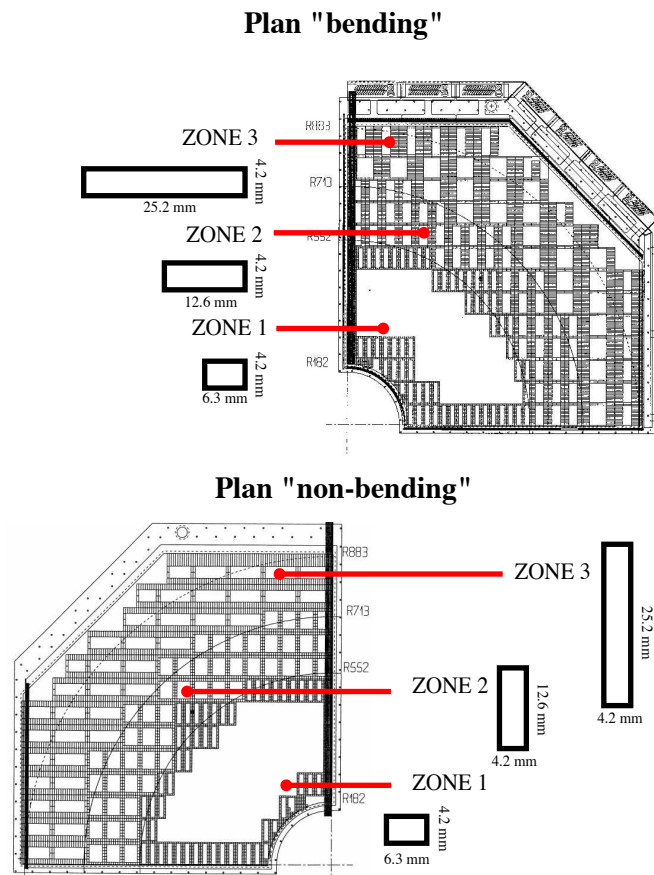 Plan "bending"
R883
ZONE 3
4.2 mm
25.2 mm
R713
ZONE 2
R552
4.2 mm
12.6 mm
ZONE 1
R182
4.2 mm
6.3 mm
Plan "non-bending"
R883
ZONE 3
25.2 mm
4.2 mm
R713
R552
ZONE 2
12.6 mm
4.2 mm
ZONE 1
R182
4.2 mm
6.3 mm